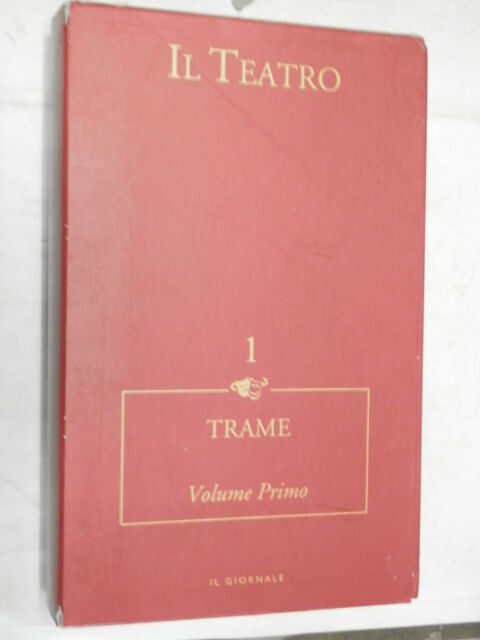 IL TEATRO
1
TRAME
Volume Primo
IL GIORNALE